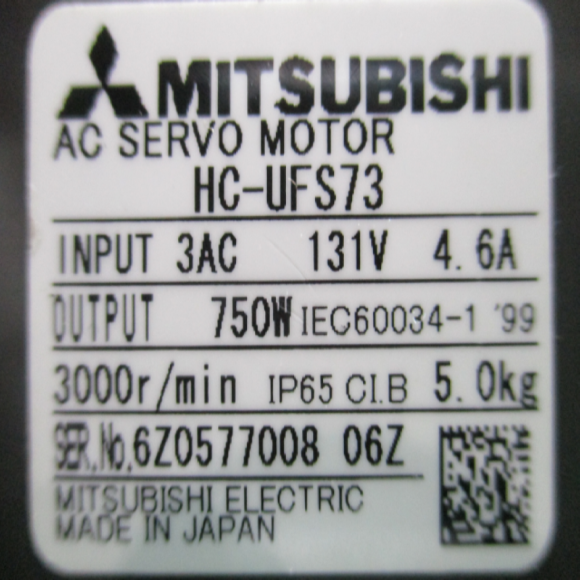 MITSUBISHI
AC SERVO MOTOR
HC-UFS73
INPUT 3AC 131V 4.6A
OUTPUT 750W IEC60034-1 '99
3000r/min IP65 CI.B 5.0kg
SER.No.6Z0577008 06Z
MITSUBISHI ELECTRIC
MADE IN JAPAN